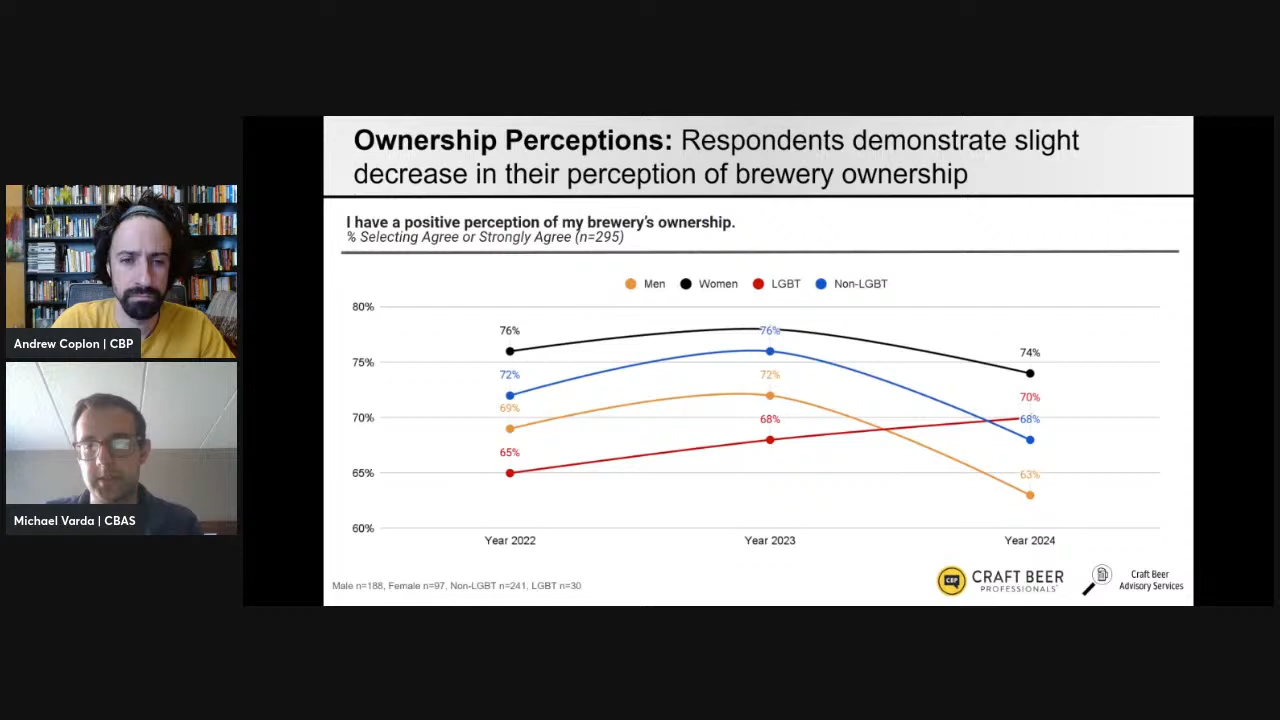 Ownership Perceptions: Respondents demonstrate slight
decrease in their perception of brewery ownership
I have a positive perception of my brewery's ownership.
% Selecting Agree or Strongly Agree (n=295)
Men Women LGBT Non-LGBT
80%
75%
70%
65%
60%
76%
72%
69%
65%
76%
72%
68%
74%
70%
68%
63%
Year 2022 Year 2023 Year 2024
Male n=188, Female n=97, Non-LGBT n=241, LGBT n=30
CBP
CRAFT BEER
PROFESSIONALS
Craft Beer
Advisory Services
Andrew Coplon | CBP
Michael Varda | CBAS